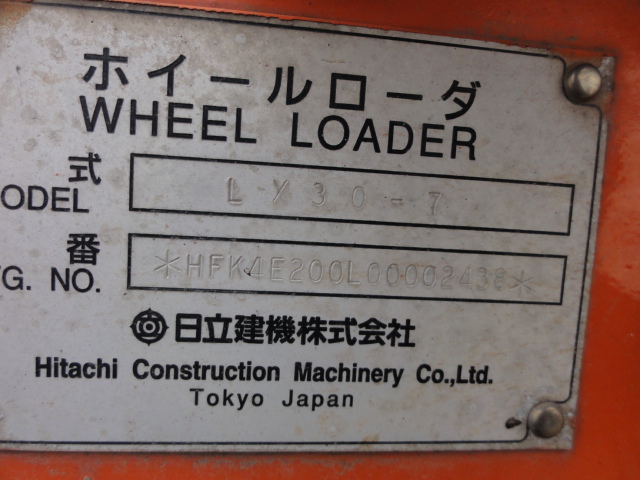 ホイールローダ
WHEEL LOADER
式
ODEL LX30-7
番
G. NO. *HFK4E200L00002438*
日立建機株式会社
Hitachi Construction Machinery Co.,Ltd.
Tokyo Japan